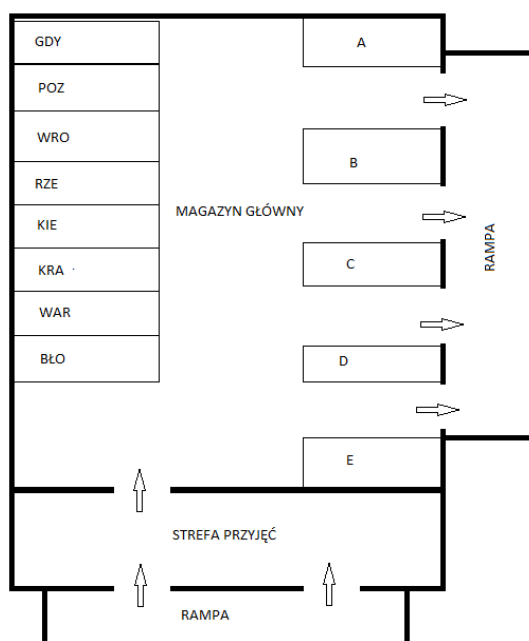 GDY
A
POZ
WRO
B
RZE
MAGAZYN GŁÓWNY
KIE
RAMPA
C
KRA
WAR
BŁO
D
E
STREFA PRZYJĘĆ
RAMPA